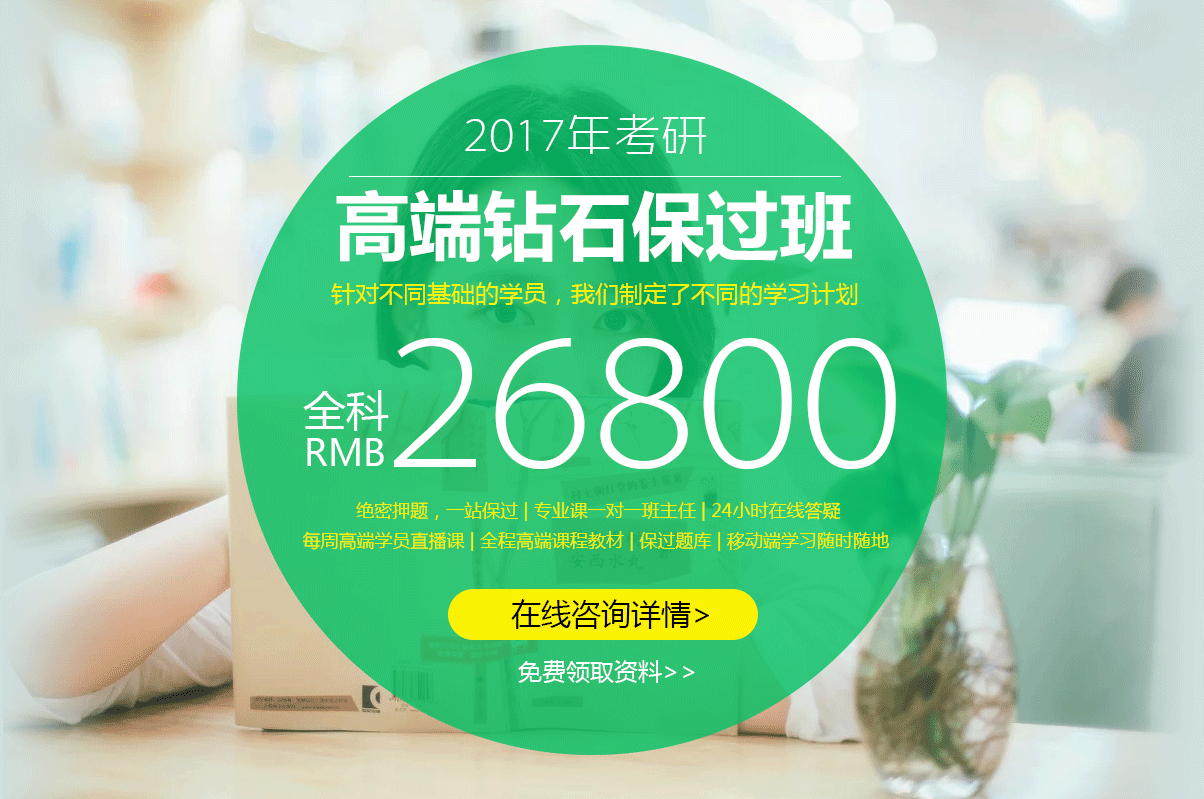 2017年考研
高端钻石保过班
针对不同基础的学员，我们制定了不同的学习计划
全科
RMB 26800
绝密押题，一站保过 | 专业课一对一班主任 | 24小时在线答疑
每周高端学员直播课 | 全程高端课程教材 | 保过题库 | 移动端学习随时随地
在线咨询详情>
免费领取资料>>